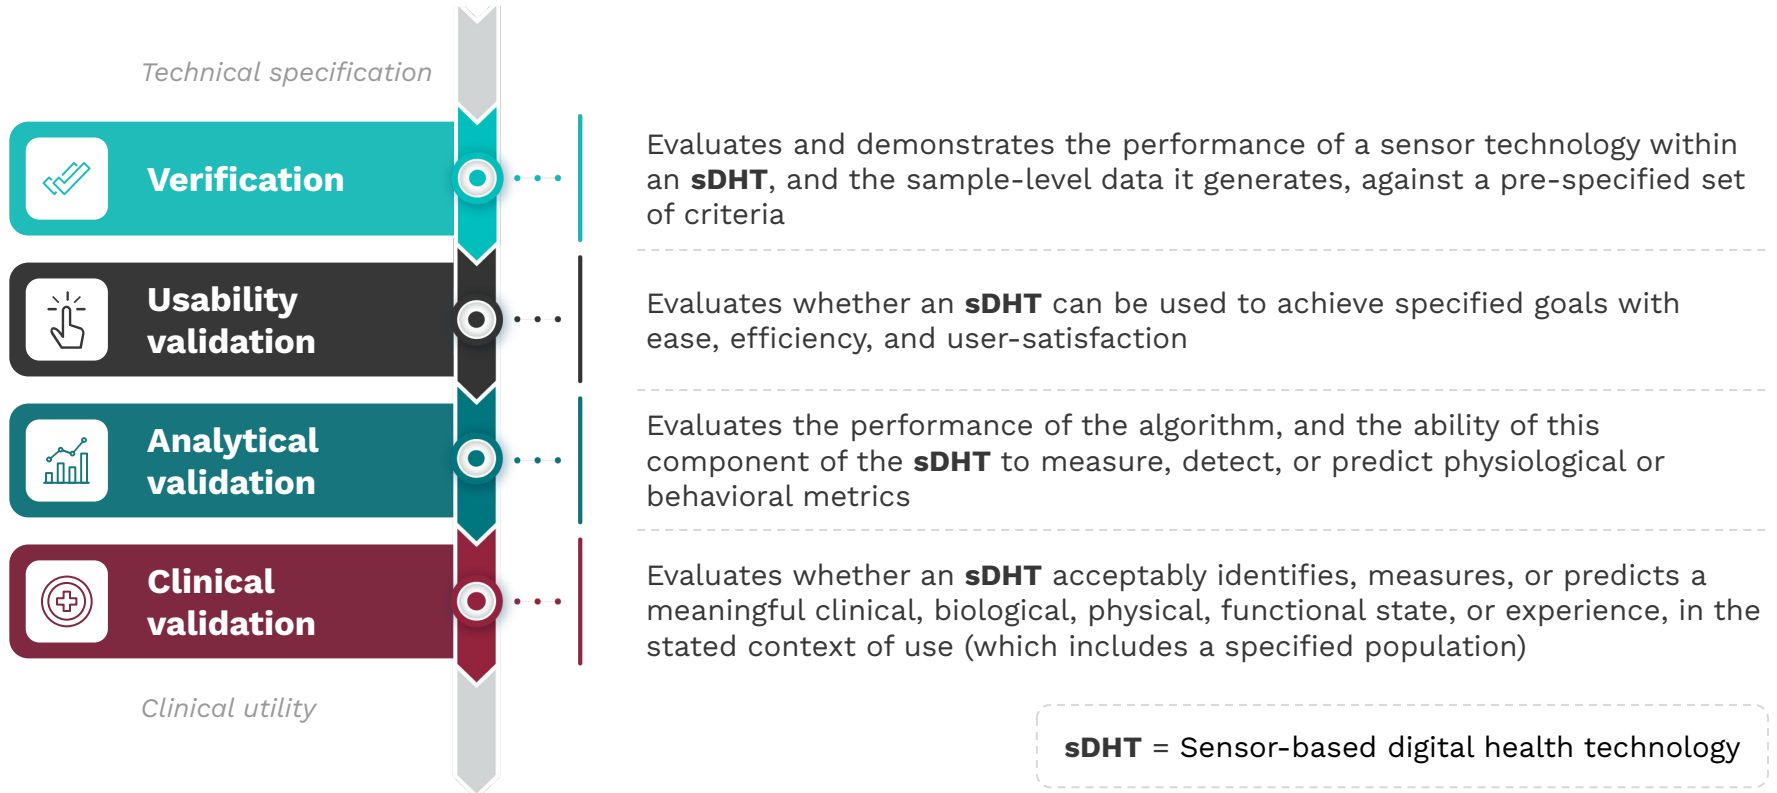 Technical specification
Verification
Evaluates and demonstrates the performance of a sensor technology within
an sDHT, and the sample-level data it generates, against a pre-specified set
of criteria
Usability
validation
Evaluates whether an sDHT can be used to achieve specified goals with
ease, efficiency, and user-satisfaction
Analytical
validation
Evaluates the performance of the algorithm, and the ability of this
component of the sDHT to measure, detect, or predict physiological or
behavioral metrics
Clinical
validation
Evaluates whether an sDHT acceptably identifies, measures, or predicts a
meaningful clinical, biological, physical, functional state, or experience, in the
stated context of use (which includes a specified population)
Clinical utility
sDHT = Sensor-based digital health technology